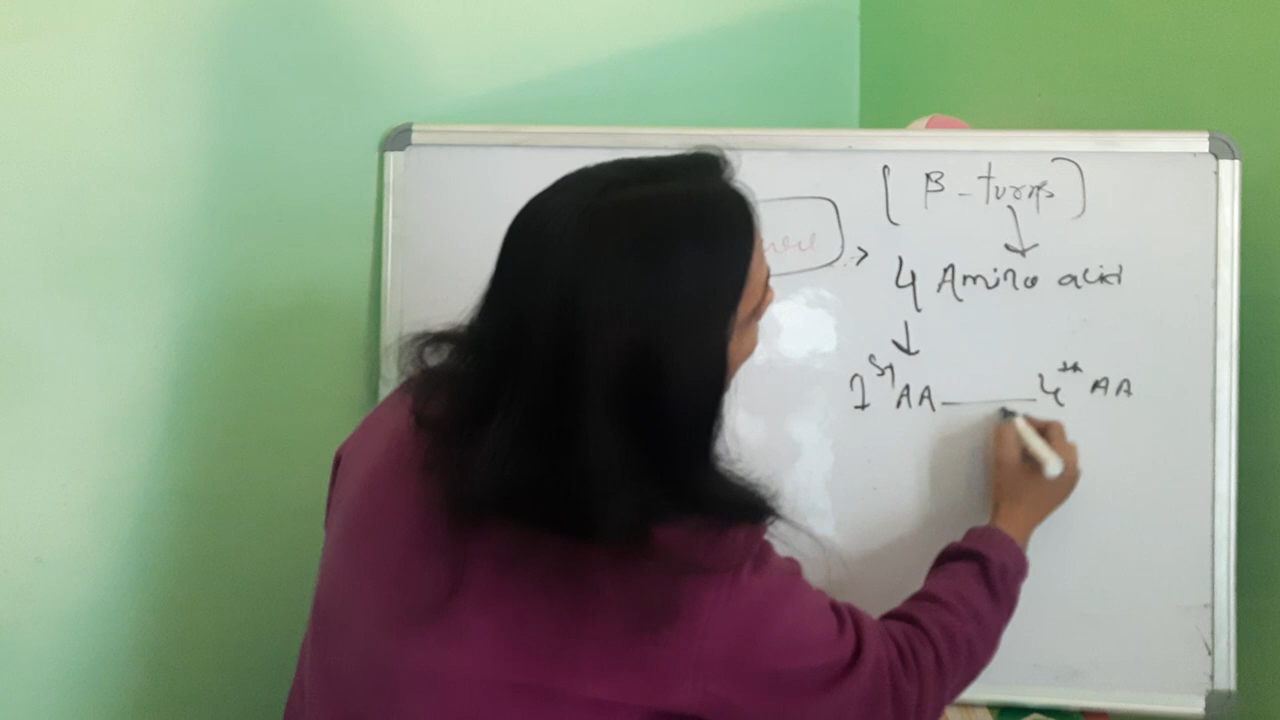 ( β-turns )
4 Amino acid
1st AA ——— 4th AA